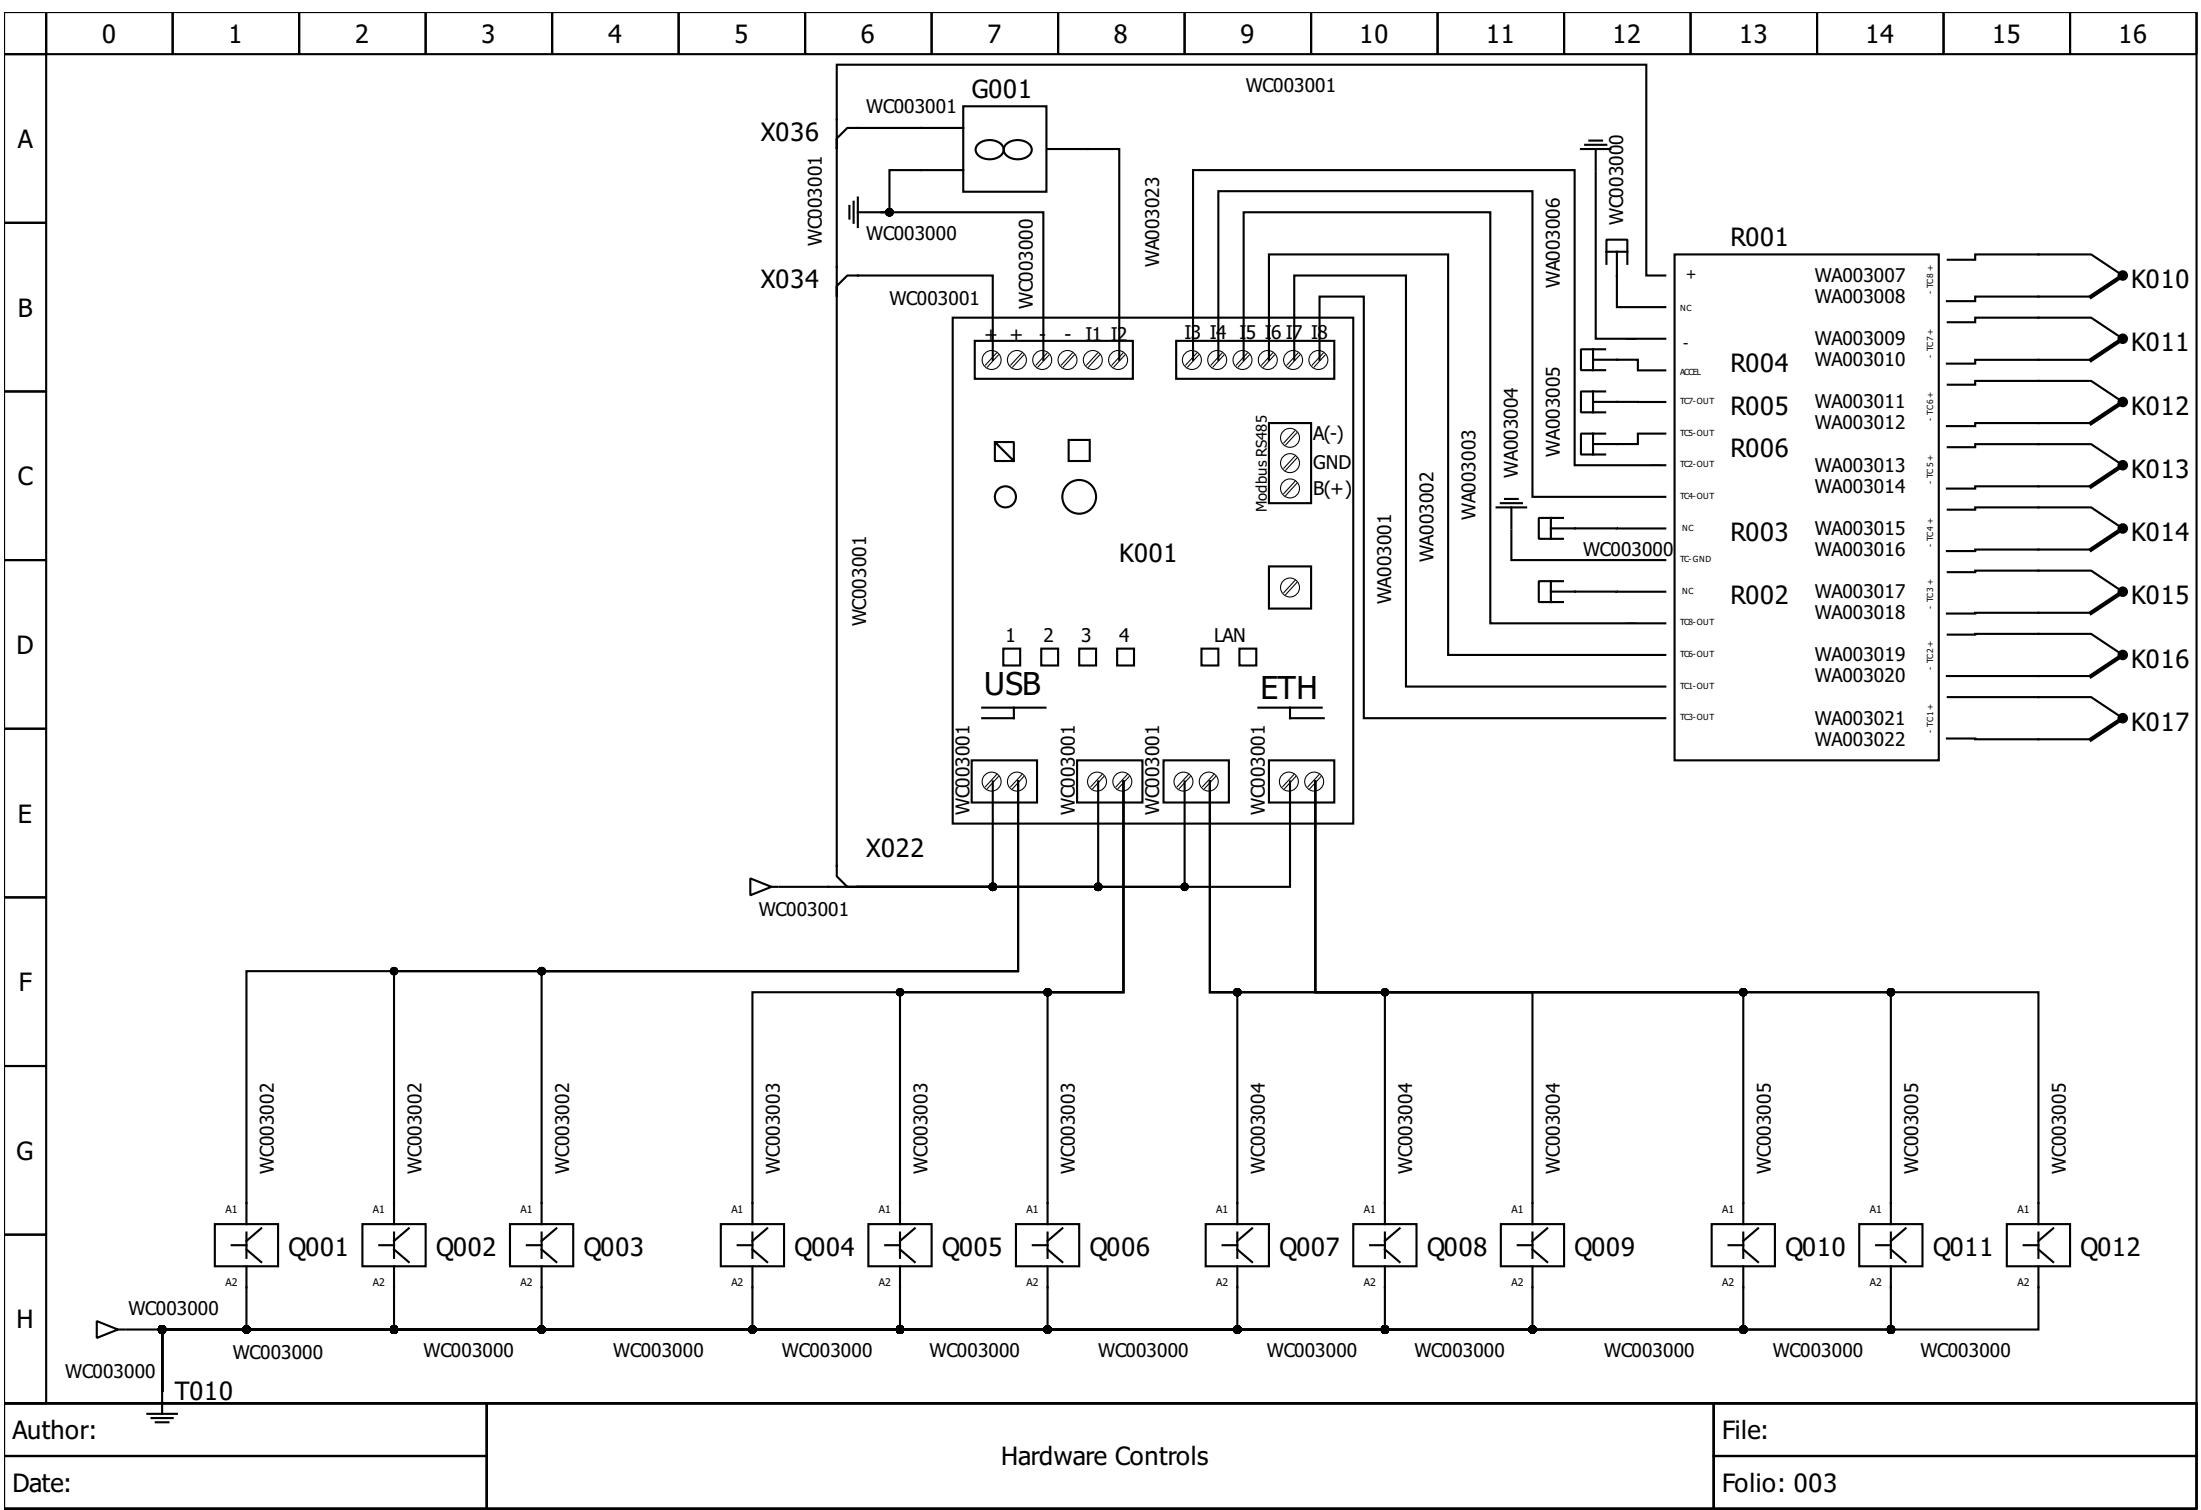 0 1 2 3 4 5 6 7 8 9 10 11 12 13 14 15 16
A
B
C
D
E
F
G
H
G001
WC003001
WC003001
X036
WC003001
WC003000
WC003000
X034
WC003001
WA003023
WC003000
WA003006
R001
+
NC
-
ACCEL
TC7-OUT
TC5-OUT
TC2-OUT
TC4-OUT
NC
TC-GND
NC
TC8-OUT
TC6-OUT
TC1-OUT
TC3-OUT
R004
R005
R006
R003
R002
WA003007
WA003008
- TC8 +
K010
WA003009
WA003010
- TC7 +
K011
WA003011
WA003012
- TC6 +
K012
WA003013
WA003014
- TC5 +
K013
WA003015
WA003016
- TC4 +
K014
WA003017
WA003018
- TC3 +
K015
WA003019
WA003020
- TC2 +
K016
WA003021
WA003022
- TC1 +
K017
+ + - - I1 I2
I3 I4 I5 I6 I7 I8
WA003005
WA003004
WA003003
WA003002
WA003001
WC003000
Modbus RS485
A(-)
GND
B(+)
K001
WC003001
1 2 3 4 LAN
USB
ETH
WC003001
WC003001
WC003001
WC003001
X022
WC003001
WC003002
WC003002
WC003002
WC003003
WC003003
WC003003
WC003004
WC003004
WC003004
WC003005
WC003005
WC003005
A1 A1 A1 A1 A1 A1 A1 A1 A1 A1 A1 A1
Q001 Q002 Q003 Q004 Q005 Q006 Q007 Q008 Q009 Q010 Q011 Q012
A2 A2 A2 A2 A2 A2 A2 A2 A2 A2 A2 A2
WC003000
WC003000 WC003000 WC003000 WC003000 WC003000 WC003000 WC003000 WC003000 WC003000 WC003000 WC003000
WC003000
T010
Author:
Date:
Hardware Controls
File:
Folio: 003